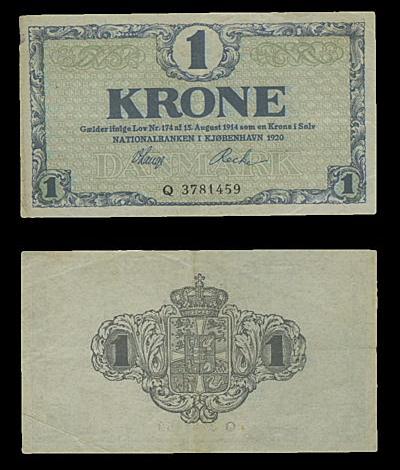 1
KRONE
Gælder ifølge Lov Nr. 174 af 15. August 1914 som en Krone i Sølv
NATIONALBANKEN I KJØBENHAVN 1920
DANMARK
1 Q 3781459 1
1 1